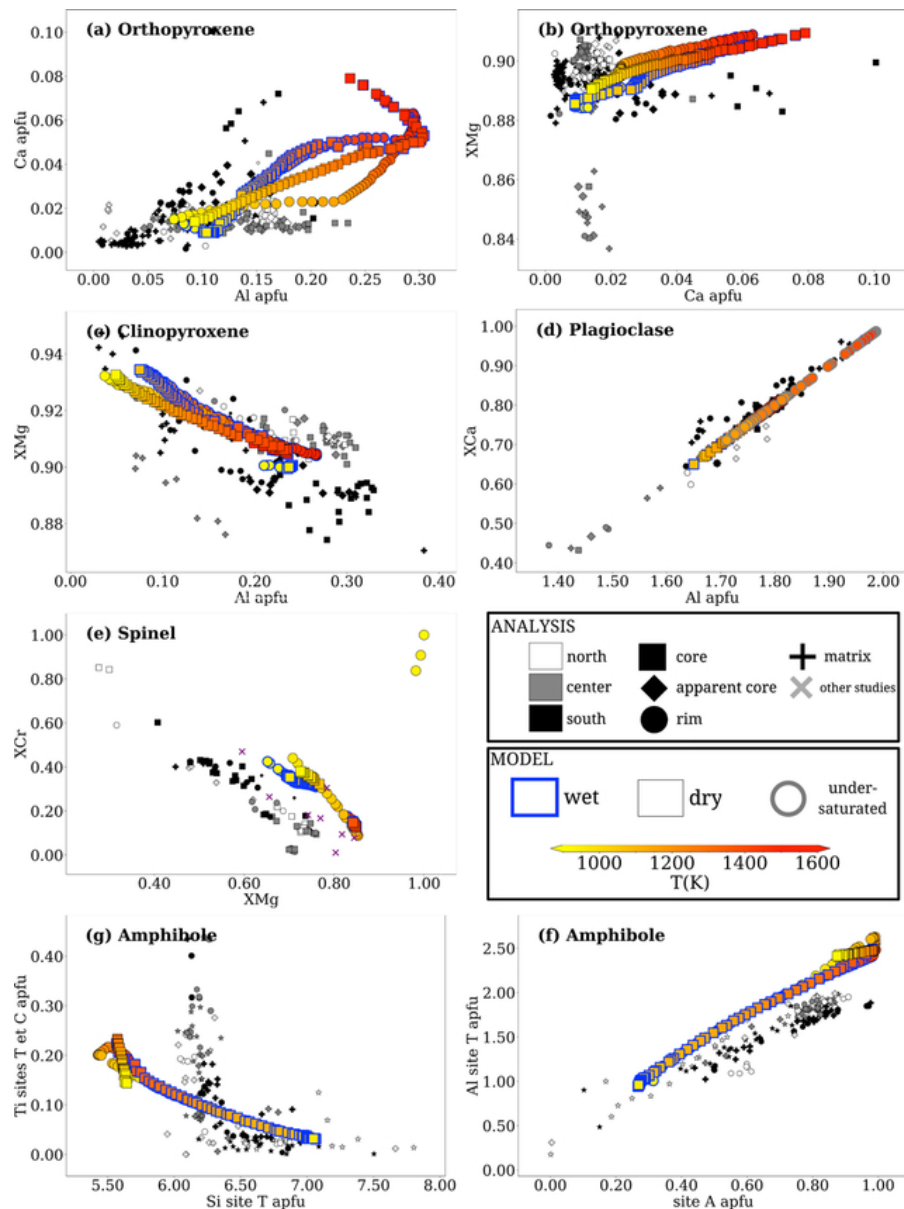 (a) Orthopyroxene
0.10
0.08
0.06
0.04
0.02
0.00
Ca apfu
0.00 0.05 0.10 0.15 0.20 0.25 0.30
Al apfu
(b) Orthopyroxene
0.90
0.88
0.86
0.84
XMg
0.00 0.02 0.04 0.06 0.08 0.10
Ca apfu
(c) Clinopyroxene
0.94
0.92
0.90
0.88
XMg
0.00 0.10 0.20 0.30 0.40
Al apfu
(d) Plagioclase
1.00
0.90
0.80
0.70
0.60
0.50
0.40
XCa
1.40 1.50 1.60 1.70 1.80 1.90 2.00
Al apfu
(e) Spinel
1.00
0.80
0.60
0.40
0.20
0.00
XCr
0.40 0.60 0.80 1.00
XMg
ANALYSIS
north core matrix
center apparent core other studies
south rim
MODEL
wet dry under-
saturated
1000 1200 1400 1600
T(K)
(g) Amphibole
0.40
0.30
0.20
0.10
0.00
Ti sites T et C apfu
5.50 6.00 6.50 7.00 7.50 8.00
Si site T apfu
(f) Amphibole
2.50
2.00
1.50
1.00
0.50
0.00
Al site T apfu
0.00 0.20 0.40 0.60 0.80 1.00
site A apfu